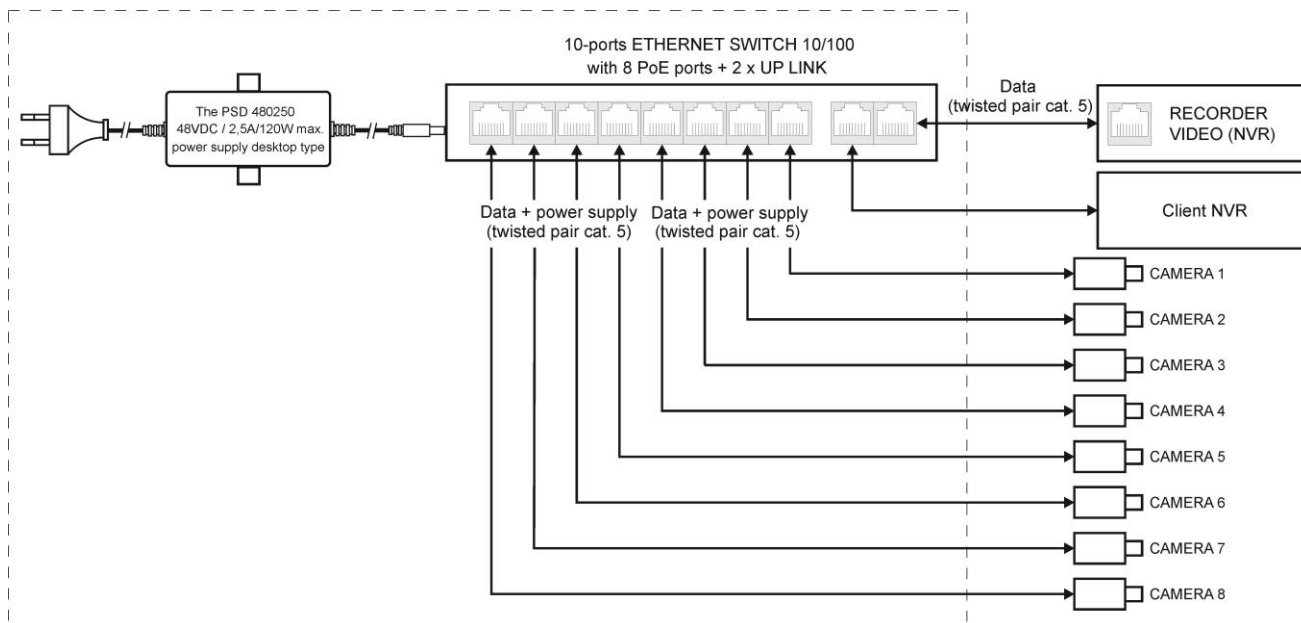 10-ports ETHERNET SWITCH 10/100
with 8 PoE ports + 2 x UP LINK
The PSD 480250
48VDC / 2,5A/120W max.
power supply desktop type
Data
(twisted pair cat. 5)
RECORDER
VIDEO (NVR)
Client NVR
Data + power supply
(twisted pair cat. 5)
Data + power supply
(twisted pair cat. 5)
CAMERA 1
CAMERA 2
CAMERA 3
CAMERA 4
CAMERA 5
CAMERA 6
CAMERA 7
CAMERA 8